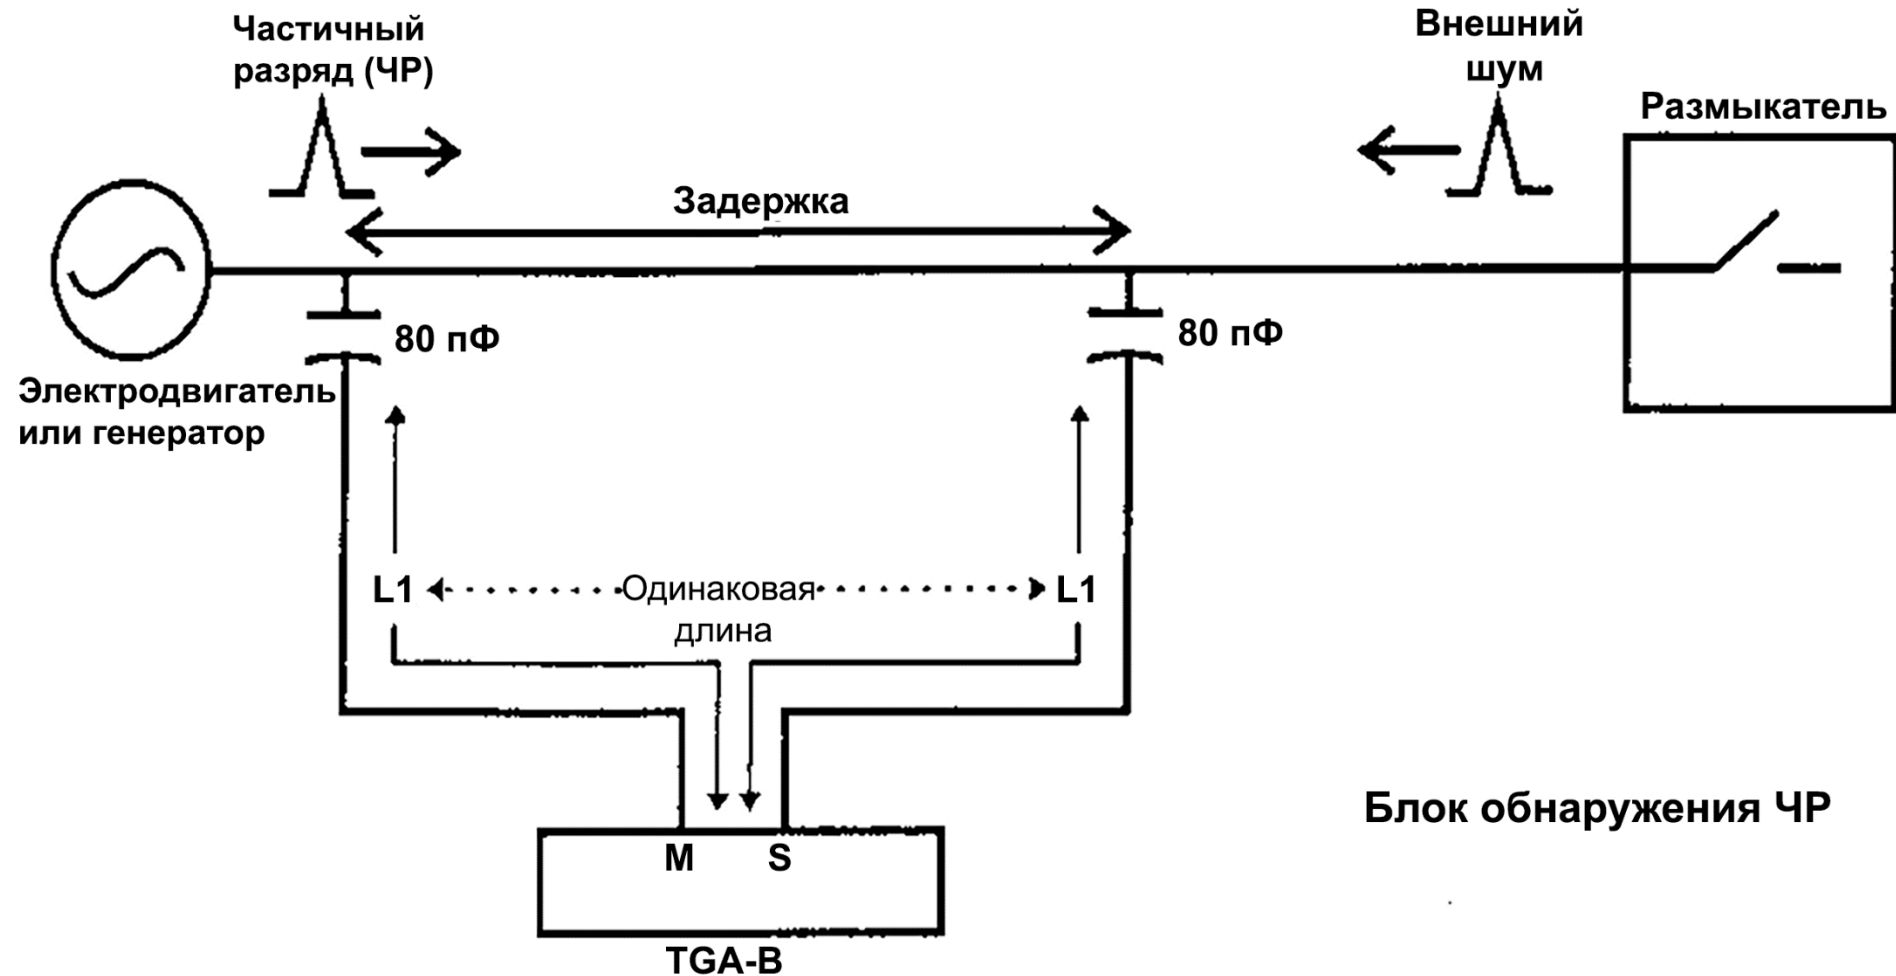 Частичный
разряд (ЧР)
Внешний
шум
Размыкатель
Задержка
80 пФ
80 пФ
Электродвигатель
или генератор
L1
Одинаковая
L1
длина
Блок обнаружения ЧР
M
S
TGA-B